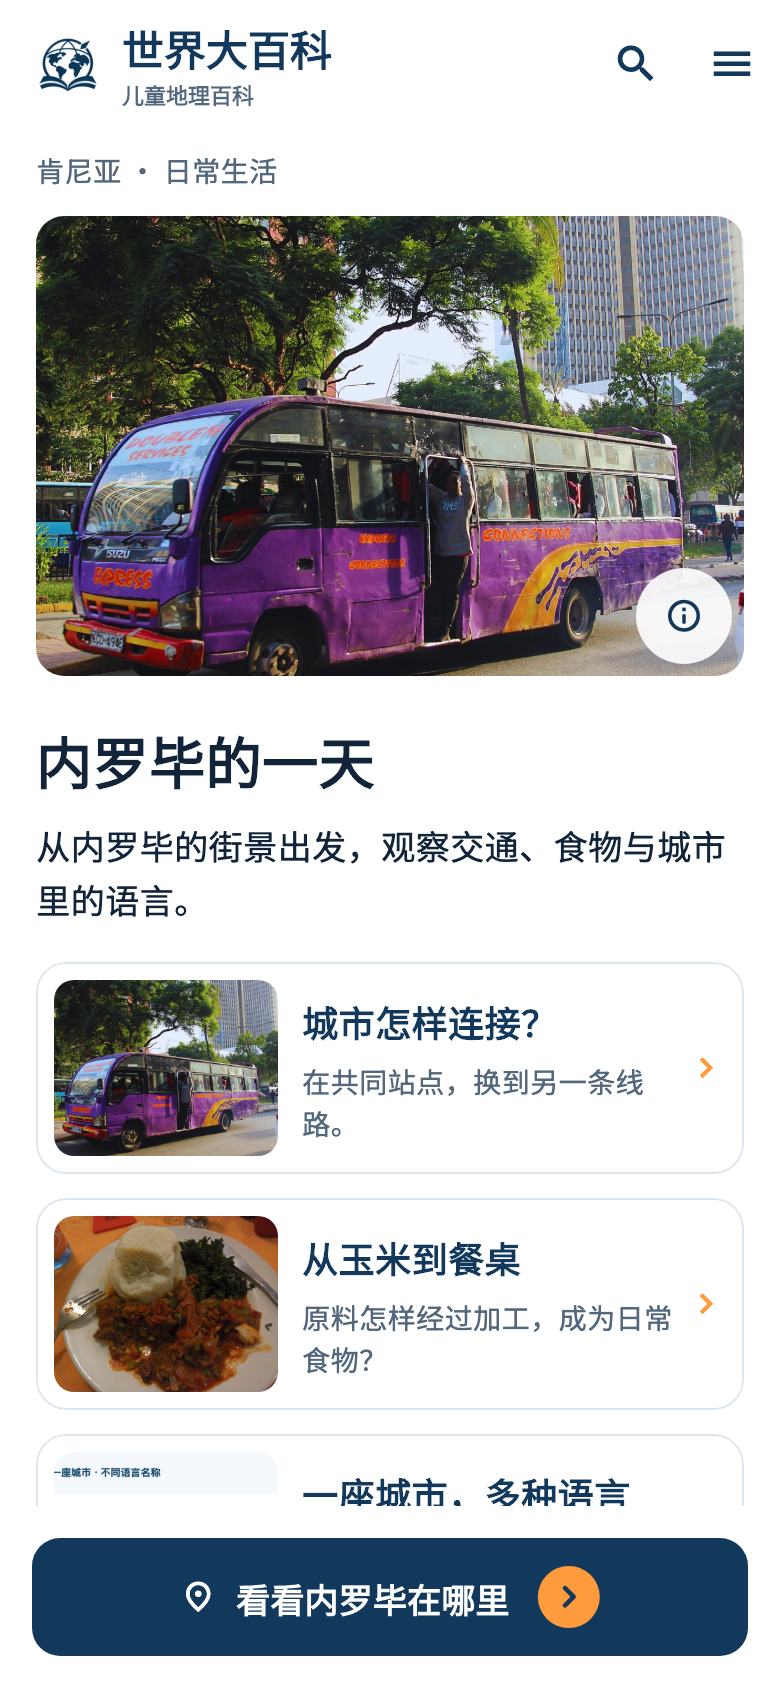 世界大百科
儿童地理百科
肯尼亚 · 日常生活
DOUBLEM
SERVICES
ISUZU
EXPRESS
EXPRESS
CONNECTIONS
CONNECTIONS
内罗毕的一天
从内罗毕的街景出发，观察交通、食物与城市
里的语言。
城市怎样连接？
在共同站点，换到另一条线
路。
从玉米到餐桌
原料怎样经过加工，成为日常
食物？
一座城市 · 不同语言名称
一座城市，多种语言
看看内罗毕在哪里